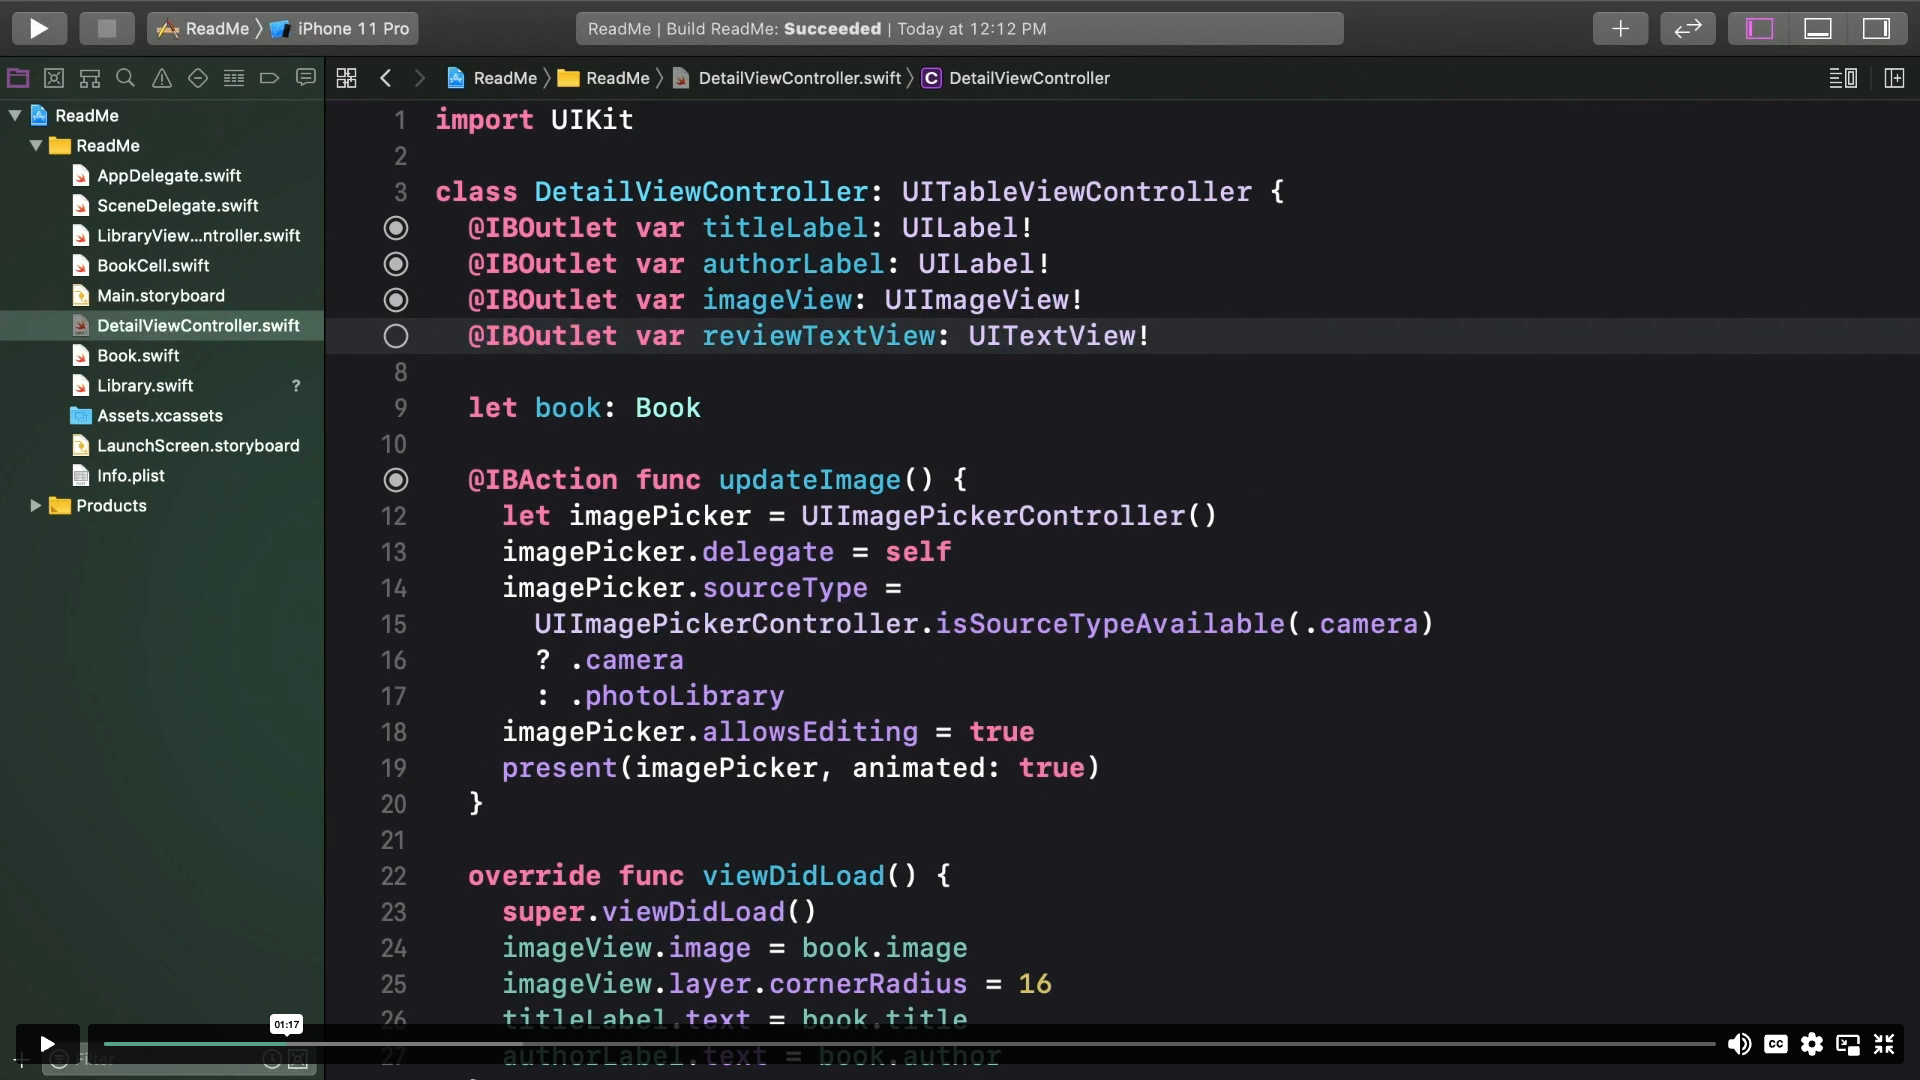 ReadMe
iPhone 11 Pro
ReadMe | Build ReadMe: Succeeded | Today at 12:12 PM
ReadMe
ReadMe
DetailViewController.swift
C
DetailViewController
ReadMe
ReadMe
AppDelegate.swift
SceneDelegate.swift
LibraryView...ntroller.swift
BookCell.swift
Main.storyboard
DetailViewController.swift
Book.swift
Library.swift ?
Assets.xcassets
LaunchScreen.storyboard
Info.plist
Products
1 import UIKit
2
3 class DetailViewController: UITableViewController {
@IBOutlet var titleLabel: UILabel!
@IBOutlet var authorLabel: UILabel!
@IBOutlet var imageView: UIImageView!
@IBOutlet var reviewTextView: UITextView!
8
9 let book: Book
10
@IBAction func updateImage() {
12 let imagePicker = UIImagePickerController()
13 imagePicker.delegate = self
14 imagePicker.sourceType =
15 UIImagePickerController.isSourceTypeAvailable(.camera)
16 ? .camera
17 : .photoLibrary
18 imagePicker.allowsEditing = true
19 present(imagePicker, animated: true)
20 }
21
22 override func viewDidLoad() {
23 super.viewDidLoad()
24 imageView.image = book.image
25 imageView.layer.cornerRadius = 16
26 titleLabel.text = book.title
27 authorLabel.text = book.author
01:17
Filter
CC